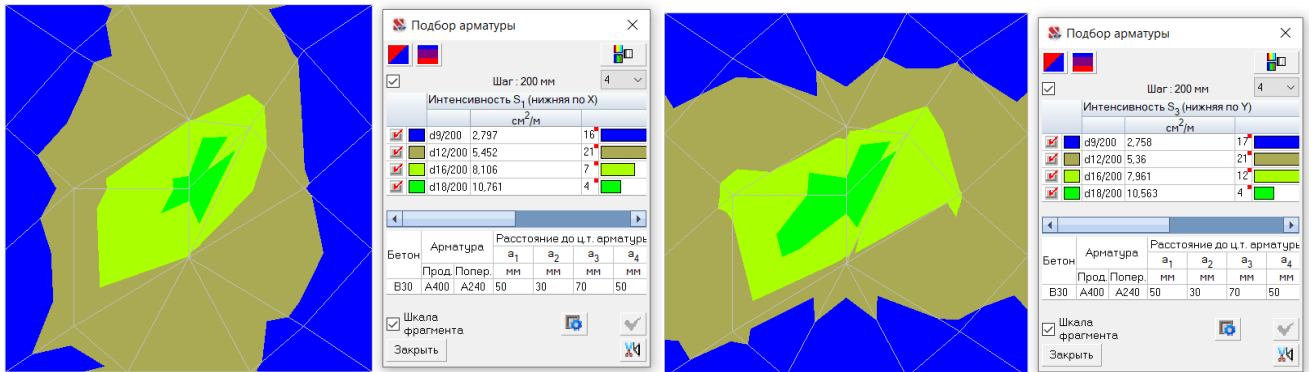 Подбор арматуры
Шаг : 200 мм 4
Интенсивность S1 (нижняя по X)
см2/м
d9/200 2,797 16
d12/200 5,452 21
d16/200 8,106 7
d18/200 10,761 4
Бетон Арматура Расстояние до ц.т. арматуры
a1 a2 a3 a4
Прод. Попер. мм мм мм мм
B30 A400 A240 50 30 70 50
Шкала
фрагмента
Закрыть
Подбор арматуры
Шаг : 200 мм 4
Интенсивность S3 (нижняя по Y)
см2/м
d9/200 2,758 17
d12/200 5,36 21
d16/200 7,961 12
d18/200 10,563 4
Бетон Арматура Расстояние до ц.т. арматуры
a1 a2 a3 a4
Прод. Попер. мм мм мм мм
B30 A400 A240 50 30 70 50
Шкала
фрагмента
Закрыть